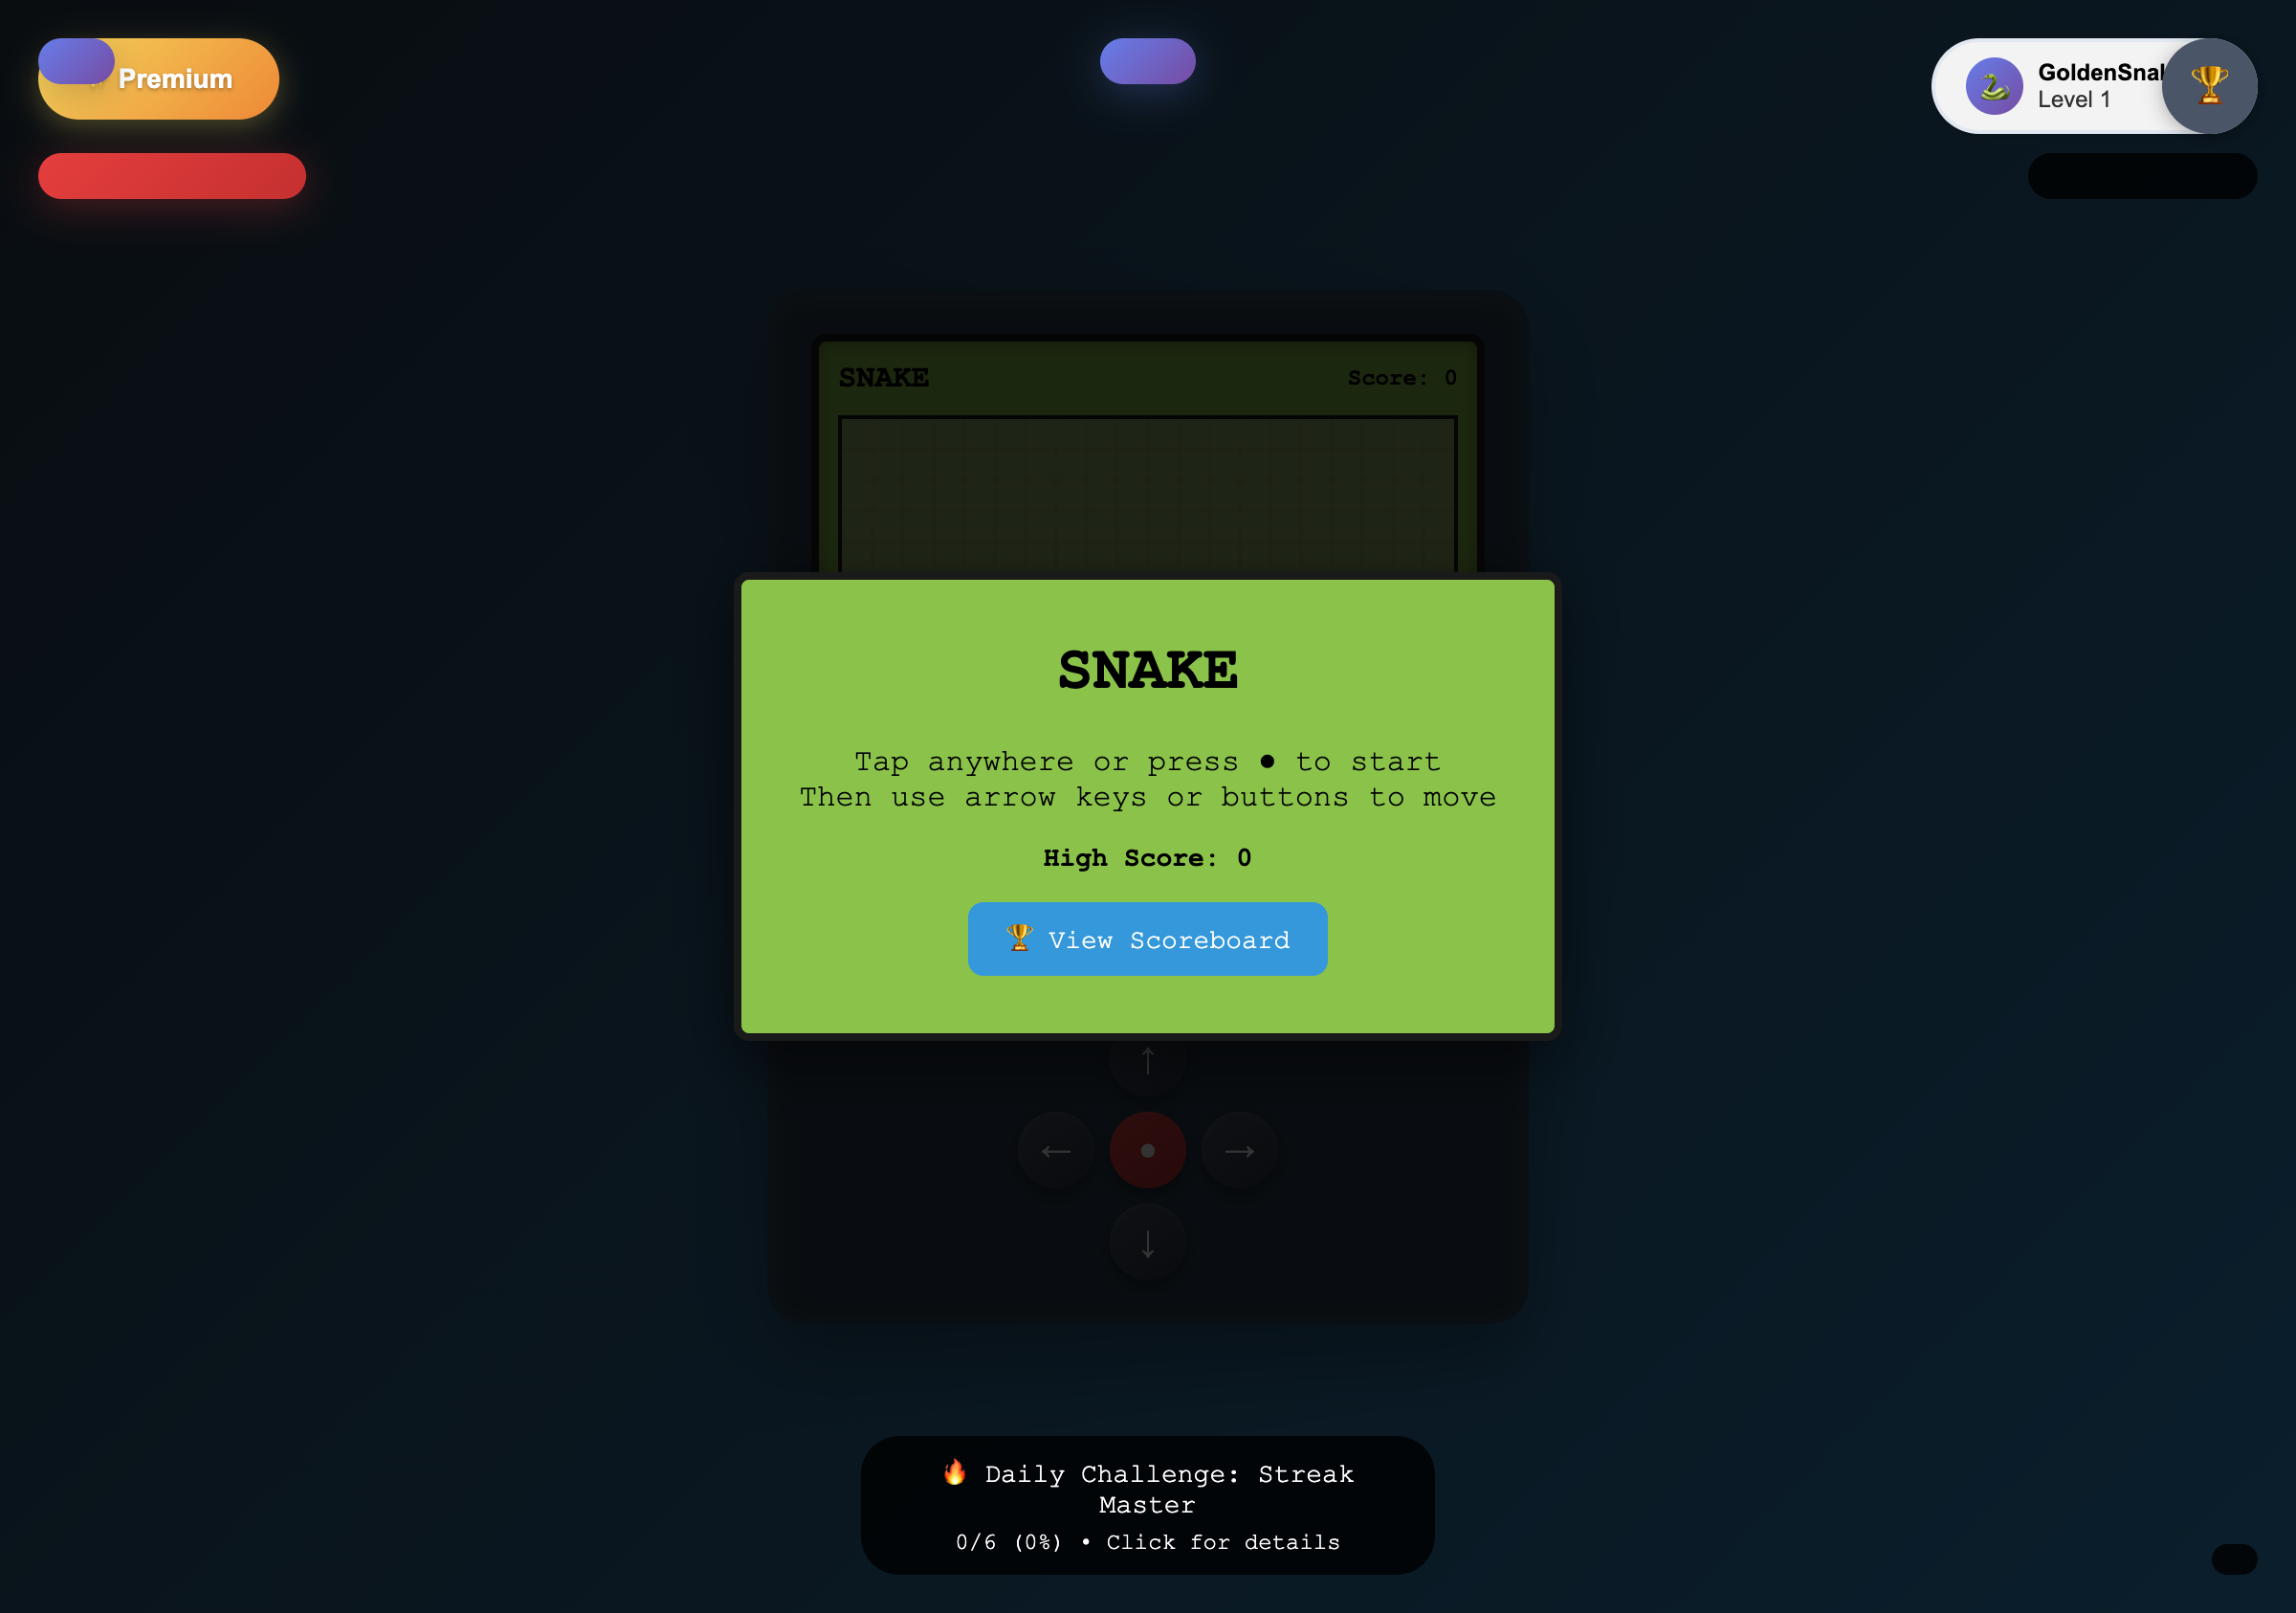 Premium
Level 1
SNAKE
Score: 0
SNAKE
Tap anywhere or press ● to start
Then use arrow keys or buttons to move
High Score: 0
🏆 View Scoreboard
↑
← ● →
↓
🔥 Daily Challenge: Streak
Master
0/6 (0%) • Click for details